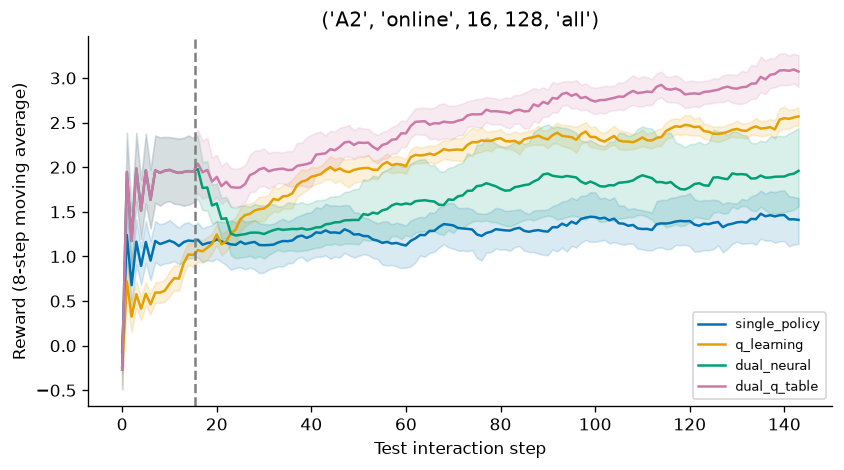 ('A2', 'online', 16, 128, 'all')
Reward (8-step moving average)
3.0
2.5
2.0
1.5
1.0
0.5
0.0
−0.5
0 20 40 60 80 100 120 140
Test interaction step
single_policy
q_learning
dual_neural
dual_q_table